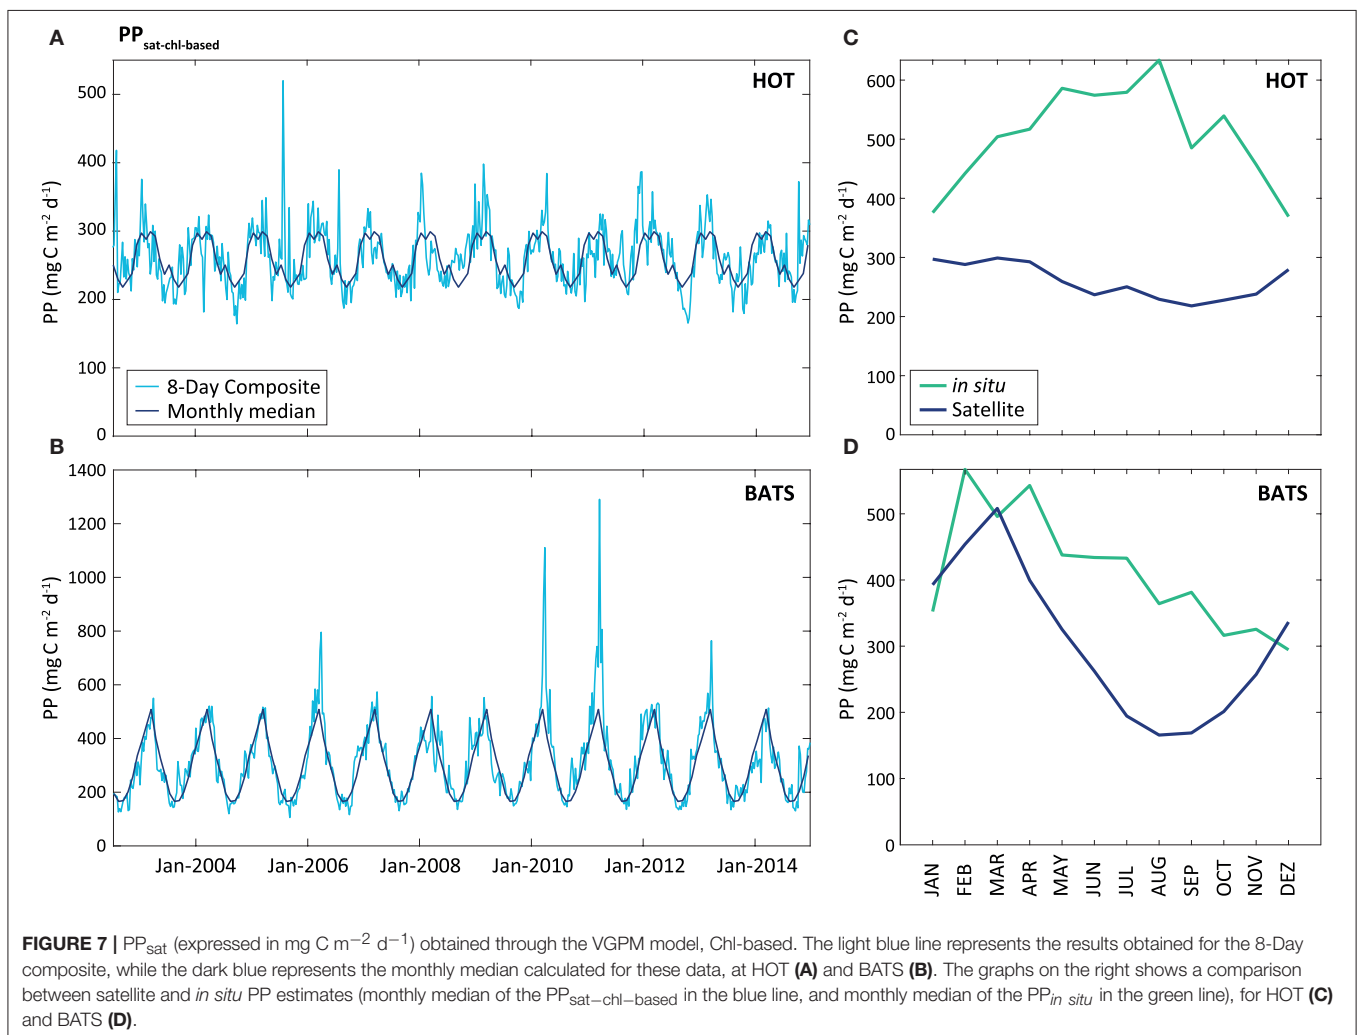 A
PPsat-chl-based
HOT
PP (mg C m-2 d-1)
500
400
300
200
100
0
8-Day Composite
Monthly median
C
HOT
PP (mg C m-2 d-1)
600
500
400
300
200
100
0
in situ
Satellite
B
BATS
PP (mg C m-2 d-1)
1400
1200
1000
800
600
400
200
0
Jan-2004 Jan-2006 Jan-2008 Jan-2010 Jan-2012 Jan-2014
D
BATS
PP (mg C m-2 d-1)
500
400
300
200
100
0
JAN FEB MAR APR MAY JUN JUL AUG SEP OCT NOV DEZ
FIGURE 7 | PPsat (expressed in mg C m−2 d−1) obtained through the VGPM model, Chl-based. The light blue line represents the results obtained for the 8-Day
composite, while the dark blue represents the monthly median calculated for these data, at HOT (A) and BATS (B). The graphs on the right shows a comparison
between satellite and in situ PP estimates (monthly median of the PPsat−chl−based in the blue line, and monthly median of the PPin situ in the green line), for HOT (C)
and BATS (D).